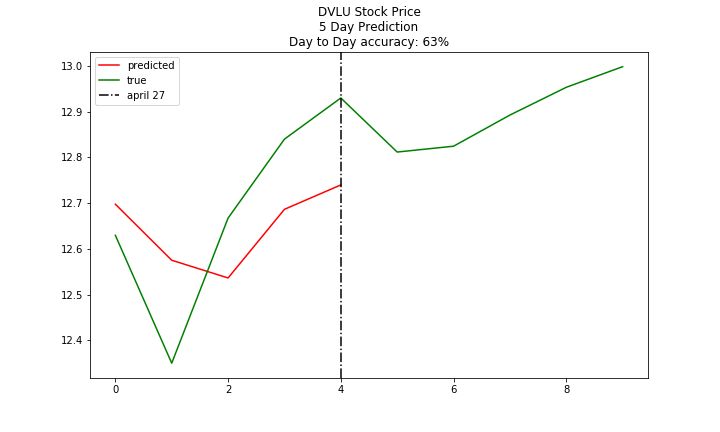 DVLU Stock Price
5 Day Prediction
Day to Day accuracy: 63%
predicted
true
april 27
13.0
12.9
12.8
12.7
12.6
12.5
12.4
0 2 4 6 8